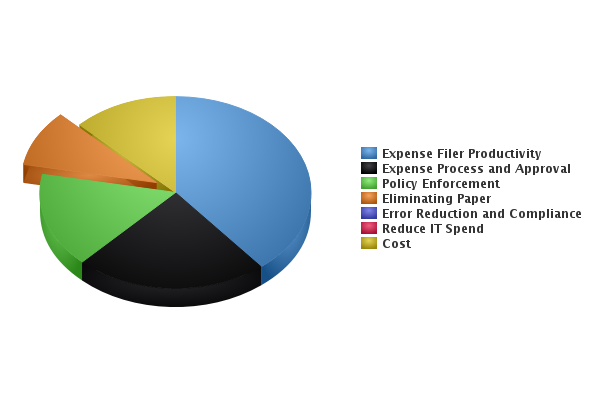 Expense Filer Productivity
Expense Process and Approval
Policy Enforcement
Eliminating Paper
Error Reduction and Compliance
Reduce IT Spend
Cost